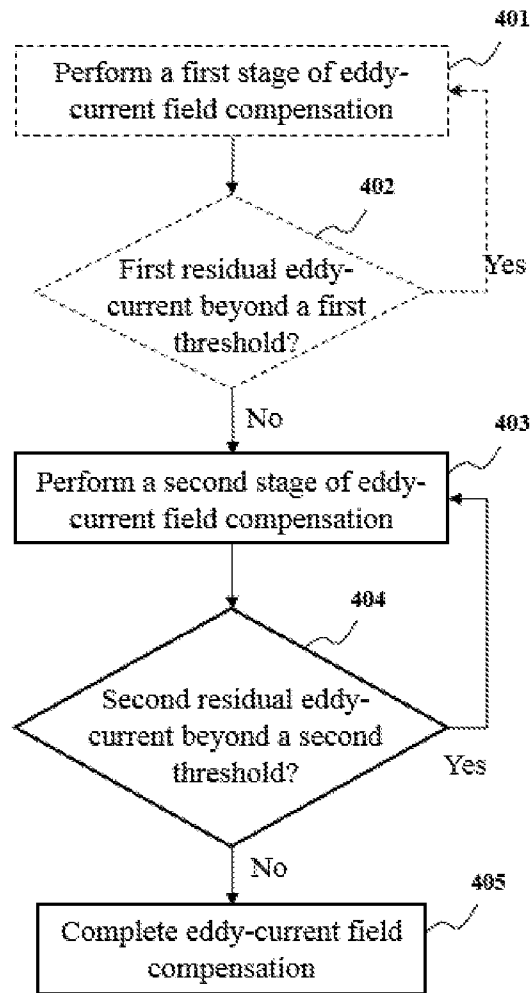 401
Perform a first stage of eddy-
current field compensation
402
First residual eddy-
current beyond a first
threshold?
Yes
No
403
Perform a second stage of eddy-
current field compensation
404
Second residual eddy-
current beyond a second
threshold?
Yes
No
405
Complete eddy-current field
compensation